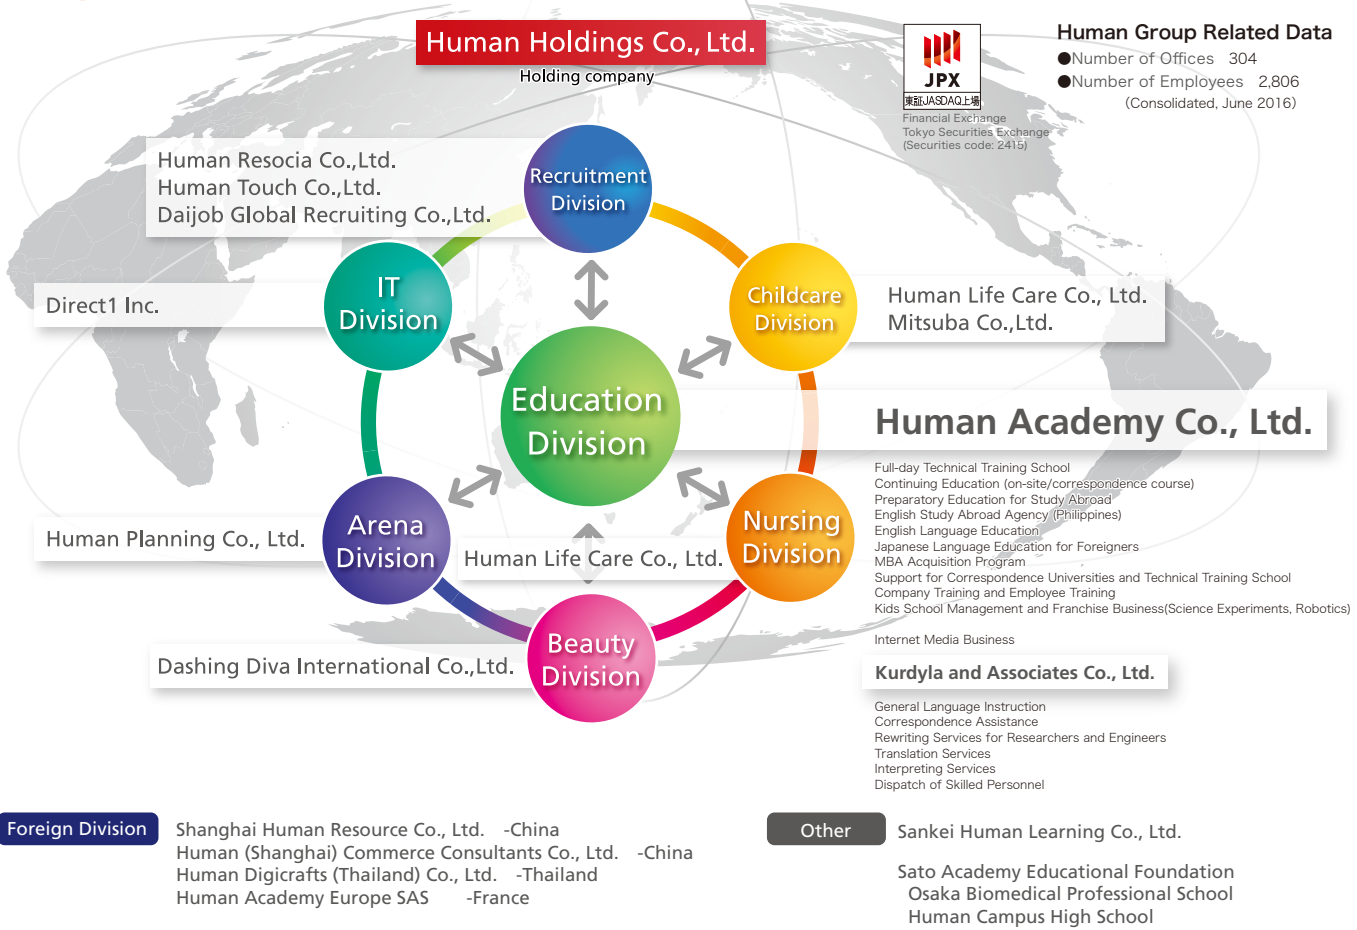 Human Holdings Co., Ltd.
Holding company
JPX
東証JASDAQ上場
Financial Exchange
Tokyo Securities Exchange
(Securities code: 2415)
Human Group Related Data
●Number of Offices 304
●Number of Employees 2,806
(Consolidated, June 2016)
Human Resocia Co.,Ltd.
Human Touch Co.,Ltd.
Daijob Global Recruiting Co.,Ltd.
Recruitment
Division
Direct1 Inc.
IT
Division
Childcare
Division
Human Life Care Co., Ltd.
Mitsuba Co.,Ltd.
Education
Division
Human Academy Co., Ltd.
Full-day Technical Training School
Continuing Education (on-site/correspondence course)
Preparatory Education for Study Abroad
English Study Abroad Agency (Philippines)
English Language Education
Japanese Language Education for Foreigners
MBA Acquisition Program
Support for Correspondence Universities and Technical Training School
Company Training and Employee Training
Kids School Management and Franchise Business(Science Experiments, Robotics)
Internet Media Business
Human Planning Co., Ltd.
Arena
Division
Human Life Care Co., Ltd.
Nursing
Division
Dashing Diva International Co.,Ltd.
Beauty
Division
Kurdyla and Associates Co., Ltd.
General Language Instruction
Correspondence Assistance
Rewriting Services for Researchers and Engineers
Translation Services
Interpreting Services
Dispatch of Skilled Personnel
Foreign Division
Shanghai Human Resource Co., Ltd. -China
Human (Shanghai) Commerce Consultants Co., Ltd. -China
Human Digicrafts (Thailand) Co., Ltd. -Thailand
Human Academy Europe SAS -France
Other
Sankei Human Learning Co., Ltd.
Sato Academy Educational Foundation
Osaka Biomedical Professional School
Human Campus High School